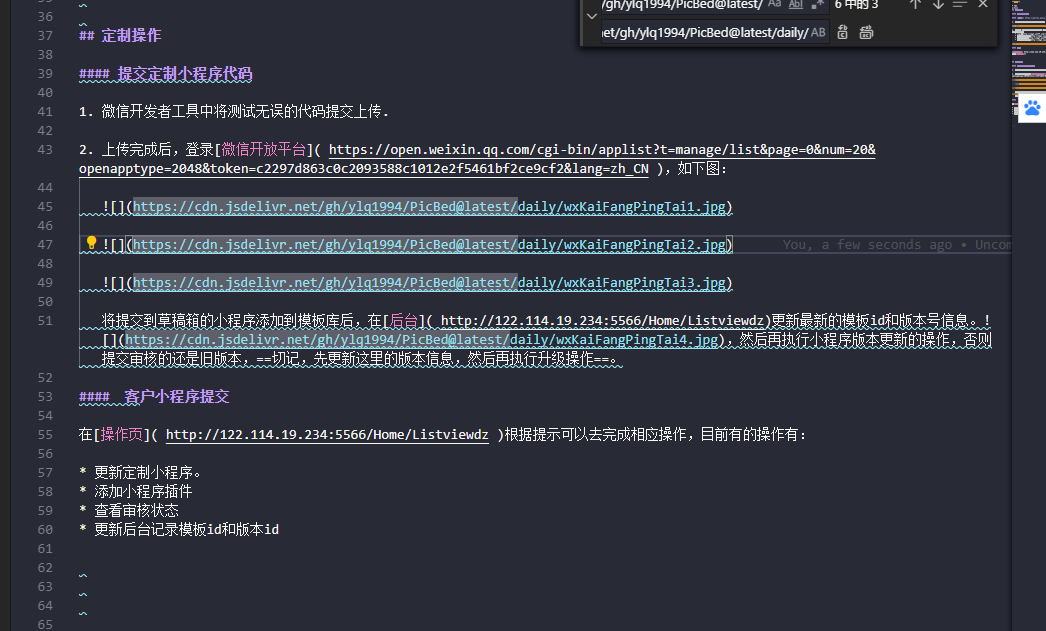 /gh/ylq1994/PicBed@latest/ Aa Abl .* 6 中的 3
et/gh/ylq1994/PicBed@latest/daily/ AB
36
37 ## 定制操作
38
39 #### 提交定制小程序代码
40
41 1. 微信开发者工具中将测试无误的代码提交上传.
42
43 2. 上传完成后，登录[微信开放平台]( https://open.weixin.qq.com/cgi-bin/applist?t=manage/list&page=0&num=20&
openapptype=2048&token=c2297d863c0c2093588c1012e2f5461bf2ce9cf2&lang=zh_CN )，如下图：
44
45 ![](https://cdn.jsdelivr.net/gh/ylq1994/PicBed@latest/daily/wxKaiFangPingTai1.jpg)
46
47 ![](https://cdn.jsdelivr.net/gh/ylq1994/PicBed@latest/daily/wxKaiFangPingTai2.jpg) You, a few seconds ago • Uncom
48
49 ![](https://cdn.jsdelivr.net/gh/ylq1994/PicBed@latest/daily/wxKaiFangPingTai3.jpg)
50
51 将提交到草稿箱的小程序添加到模板库后，在[后台]( http://122.114.19.234:5566/Home/Listviewdz)更新最新的模板id和版本号信息。!
[](https://cdn.jsdelivr.net/gh/ylq1994/PicBed@latest/daily/wxKaiFangPingTai4.jpg)，然后再执行小程序版本更新的操作，否则
提交审核的还是旧版本，==切记，先更新这里的版本信息，然后再执行升级操作==。
52
53 #### 客户小程序提交
54
55 在[操作页]( http://122.114.19.234:5566/Home/Listviewdz )根据提示可以去完成相应操作，目前有的操作有：
56
57 * 更新定制小程序。
58 * 添加小程序插件
59 * 查看审核状态
60 * 更新后台记录模板id和版本id
61
62
63
64
65